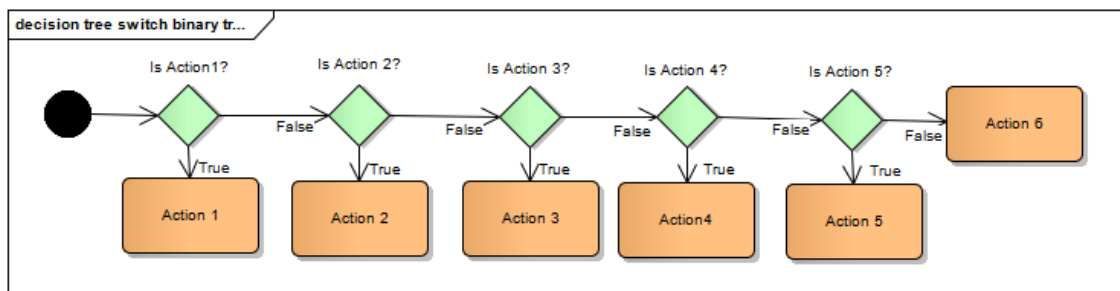 decision tree switch binary tr...
Is Action1?
Is Action 2?
Is Action 3?
Is Action 4?
Is Action 5?
False
False
False
False
False
Action 6
True
True
True
True
True
Action 1
Action 2
Action 3
Action4
Action 5